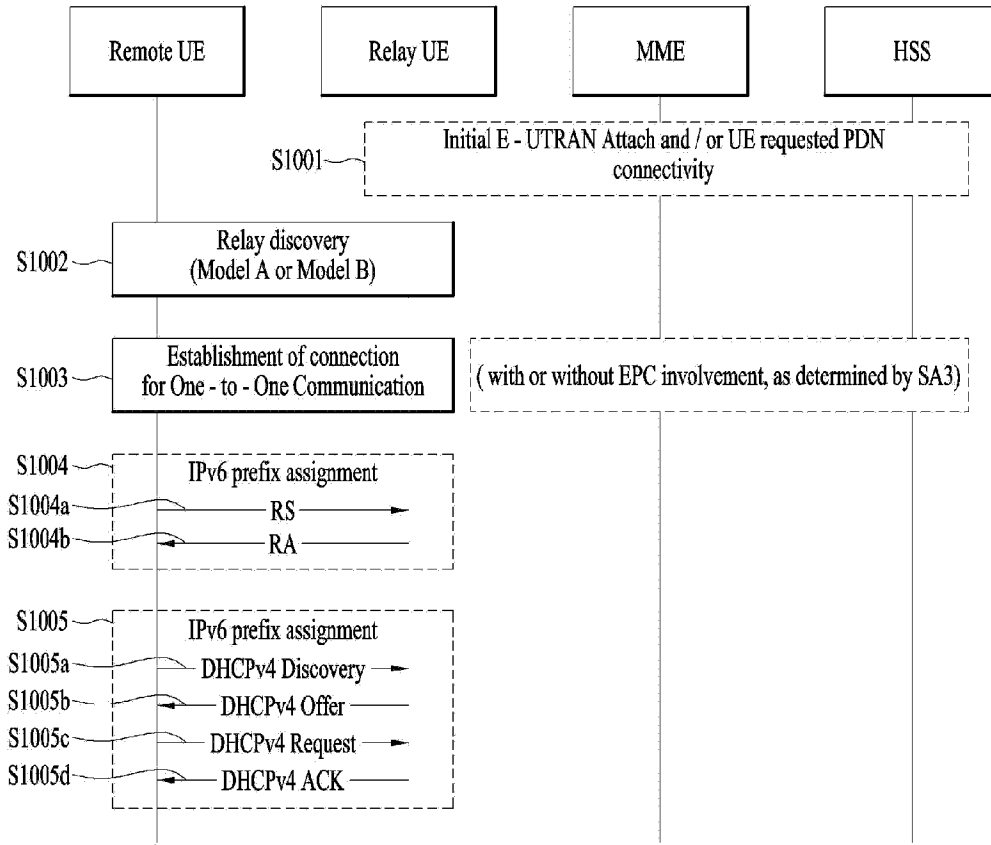 Remote UE
Relay UE
MME
HSS
S1001
Initial E - UTRAN Attach and / or UE requested PDN
connectivity
S1002
Relay discovery
(Model A or Model B)
S1003
Establishment of connection
for One - to - One Communication
( with or without EPC involvement, as determined by SA3)
S1004
IPv6 prefix assignment
S1004a
RS
S1004b
RA
S1005
IPv6 prefix assignment
S1005a
DHCPv4 Discovery
S1005b
DHCPv4 Offer
S1005c
DHCPv4 Request
S1005d
DHCPv4 ACK